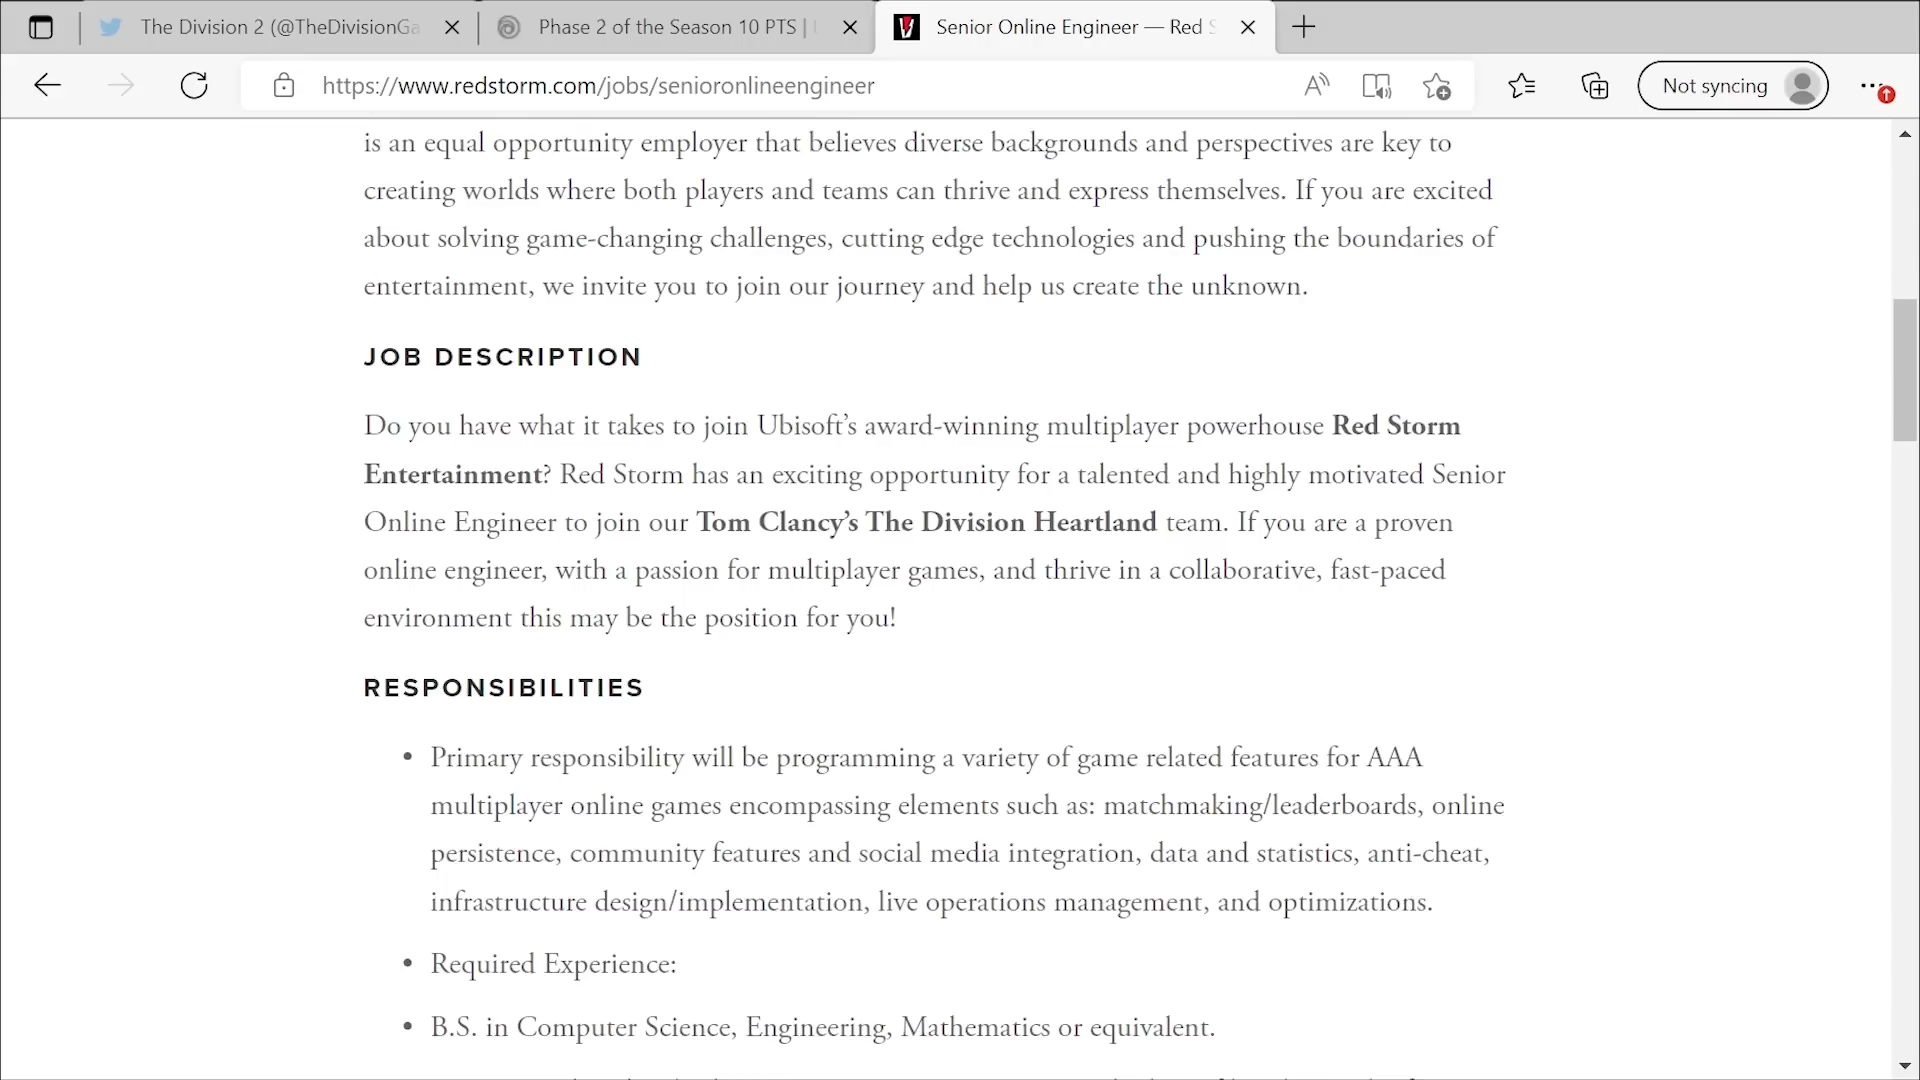 The Division 2 (@TheDivisionGa
Phase 2 of the Season 10 PTS |
Senior Online Engineer — Red S
https://www.redstorm.com/jobs/senioronlineengineer
Not syncing
is an equal opportunity employer that believes diverse backgrounds and perspectives are key to
creating worlds where both players and teams can thrive and express themselves. If you are excited
about solving game-changing challenges, cutting edge technologies and pushing the boundaries of
entertainment, we invite you to join our journey and help us create the unknown.
JOB DESCRIPTION
Do you have what it takes to join Ubisoft’s award-winning multiplayer powerhouse Red Storm
Entertainment? Red Storm has an exciting opportunity for a talented and highly motivated Senior
Online Engineer to join our Tom Clancy’s The Division Heartland team. If you are a proven
online engineer, with a passion for multiplayer games, and thrive in a collaborative, fast-paced
environment this may be the position for you!
RESPONSIBILITIES
• Primary responsibility will be programming a variety of game related features for AAA
multiplayer online games encompassing elements such as: matchmaking/leaderboards, online
persistence, community features and social media integration, data and statistics, anti-cheat,
infrastructure design/implementation, live operations management, and optimizations.
• Required Experience:
• B.S. in Computer Science, Engineering, Mathematics or equivalent.